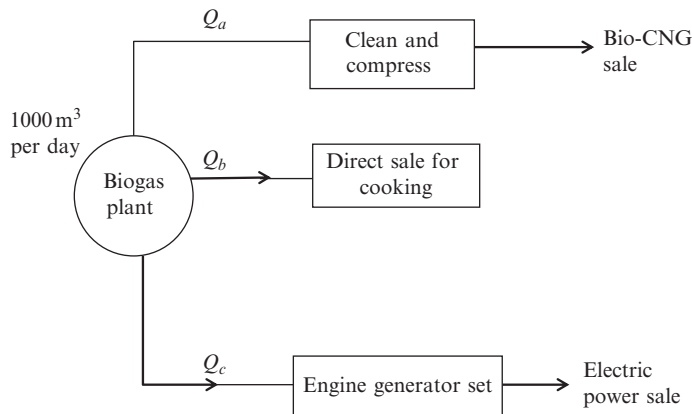 Q_a
Clean and
compress
Bio-CNG
sale
1000 m³
per day
Biogas
plant
Q_b
Direct sale for
cooking
Q_c
Engine generator set
Electric
power sale